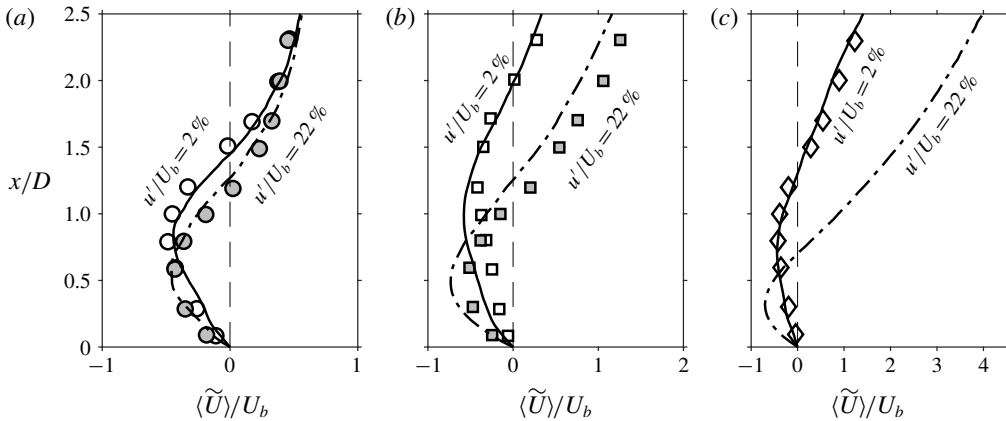 (a) (b) (c)
2.5
2.0
1.5
1.0
0.5
0
x/D
u′/U_b = 2 %
u′/U_b = 22 %
u′/U_b = 2 %
u′/U_b = 22 %
u′/U_b = 2 %
u′/U_b = 22 %
−1 0 1 −1 0 1 2 −1 0 1 2 3 4
⟨Ũ⟩/U_b ⟨Ũ⟩/U_b ⟨Ũ⟩/U_b